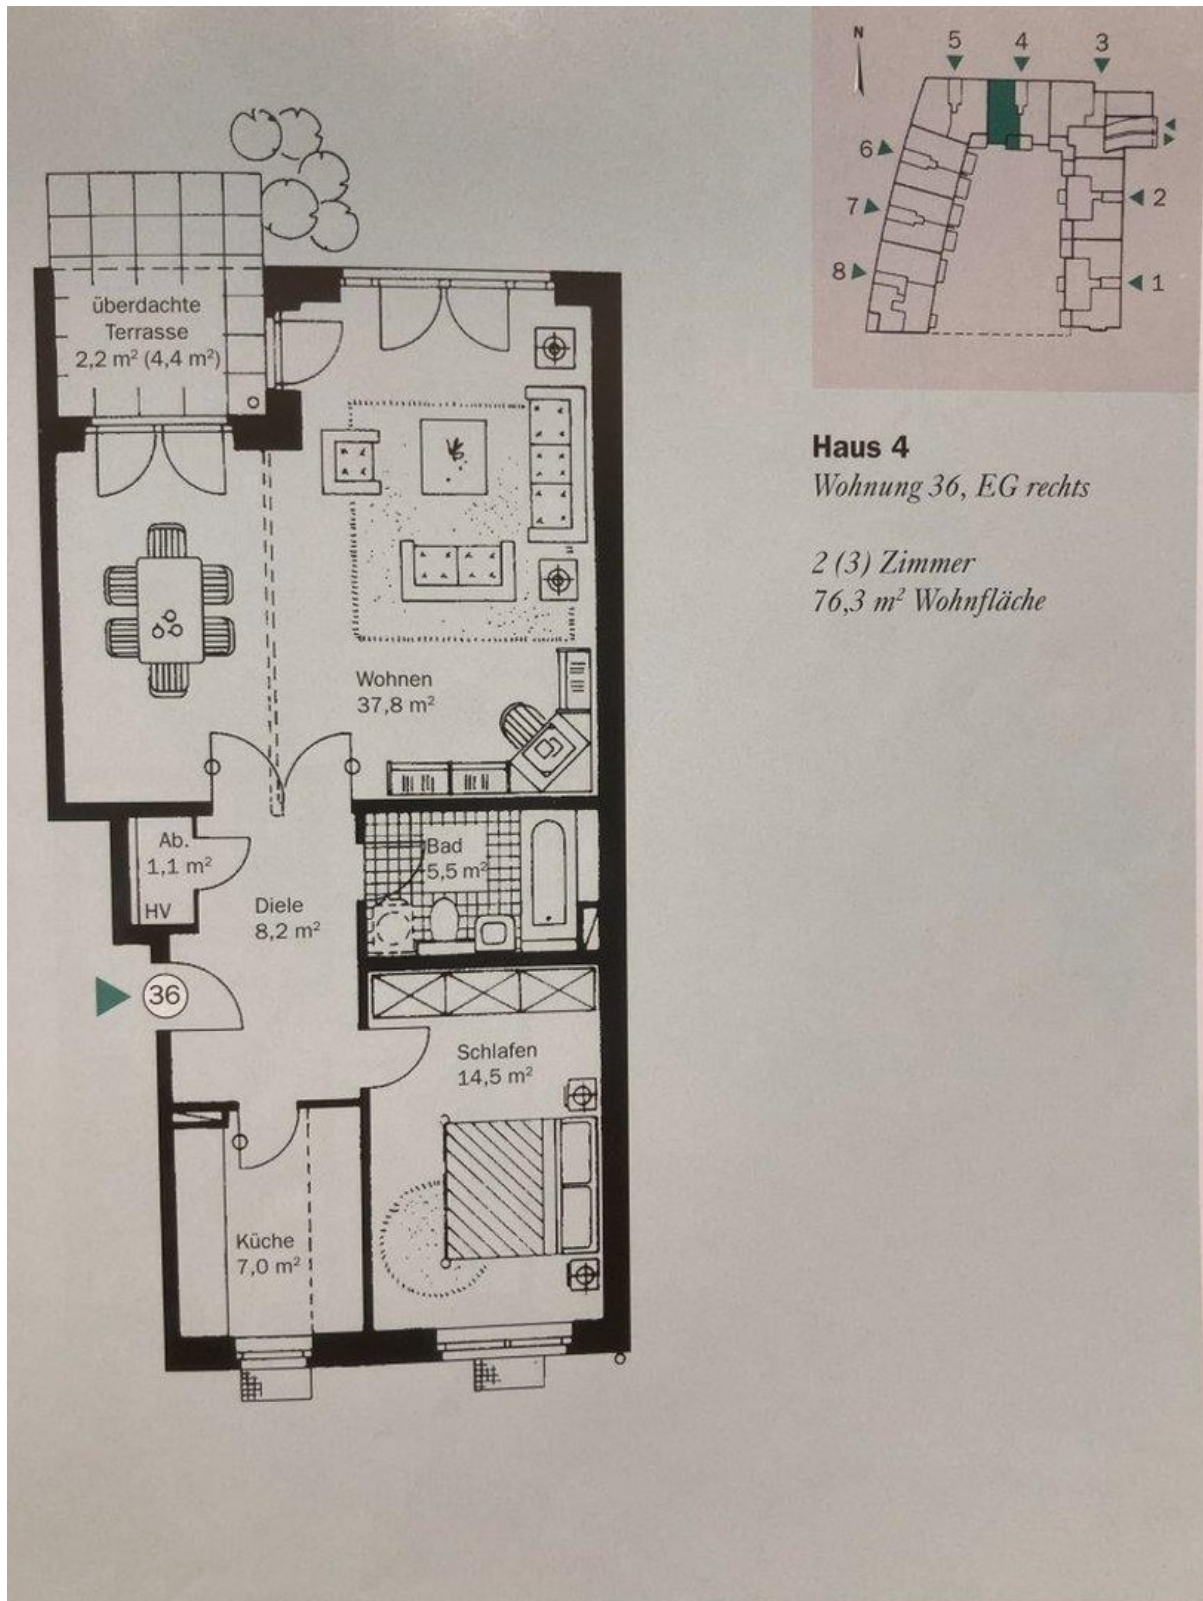 N
5
4
3
6
7
8
2
1
überdachte
Terrasse
2,2 m² (4,4 m²)
Haus 4
Wohnung 36, EG rechts
2 (3) Zimmer
76,3 m² Wohnfläche
Wohnen
37,8 m²
Ab.
1,1 m²
HV
Bad
5,5 m²
Diele
8,2 m²
36
Schlafen
14,5 m²
Küche
7,0 m²